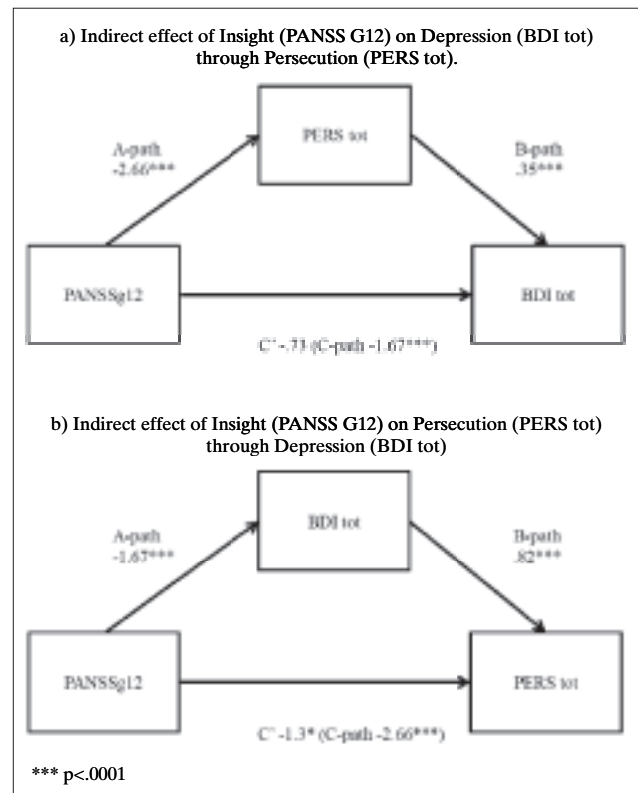 a) Indirect effect of Insight (PANSS G12) on Depression (BDI tot)
through Persecution (PERS tot).
PERS tot
A-path
-2.66***
B-path
.35***
PANSSg12
BDI tot
C' -.73 (C-path -1.67***)
b) Indirect effect of Insight (PANSS G12) on Persecution (PERS tot)
through Depression (BDI tot)
BDI tot
A-path
-1.67***
B-path
.82***
PANSSg12
PERS tot
C' -1.3* (C-path -2.66***)
*** p<.0001